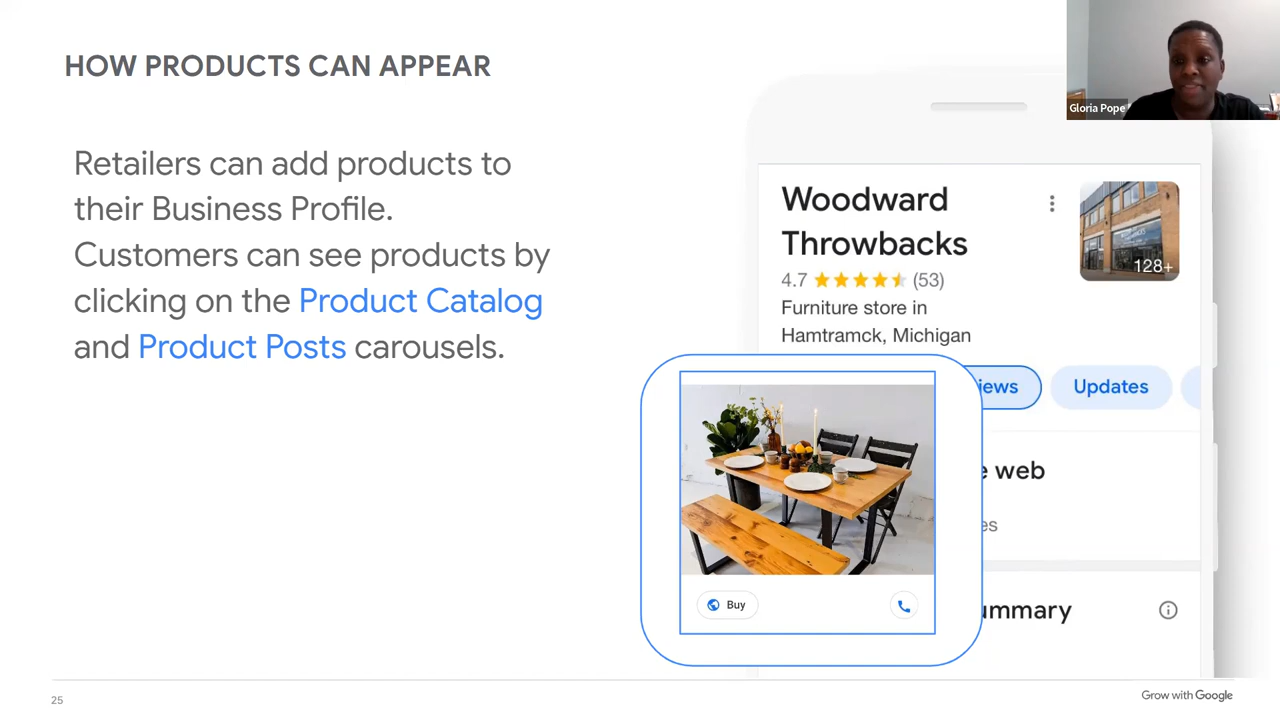 HOW PRODUCTS CAN APPEAR
Gloria Pope
Retailers can add products to
their Business Profile.
Customers can see products by
clicking on the Product Catalog
and Product Posts carousels.
Woodward
Throwbacks
128+
4.7 (53)
Furniture store in
Hamtramck, Michigan
iews
Updates
e web
es
ummary
Buy
25
Grow with Google